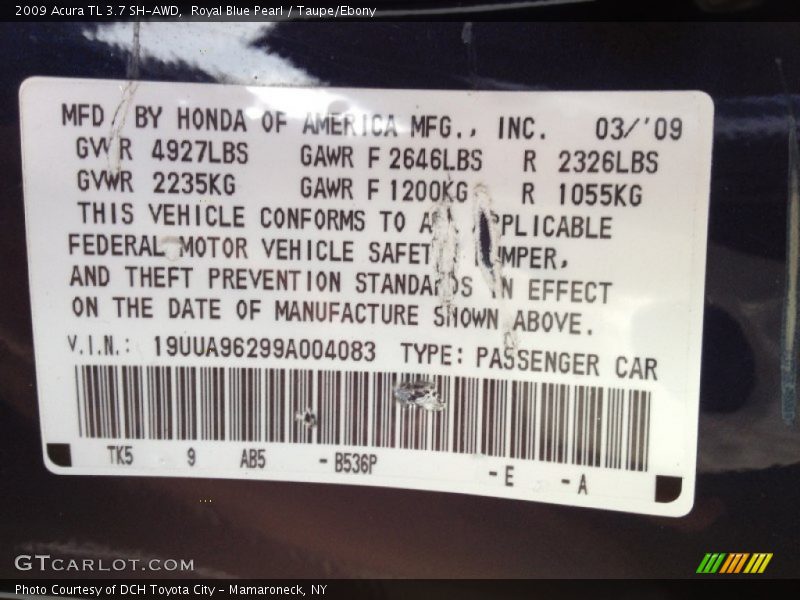 2009 Acura TL 3.7 SH-AWD, Royal Blue Pearl / Taupe/Ebony
MFD BY HONDA OF AMERICA MFG., INC. 03/'09
GVWR 4927LBS GAWR F 2646LBS R 2326LBS
GVWR 2235KG GAWR F 1200KG R 1055KG
THIS VEHICLE CONFORMS TO A PPLICABLE
FEDERAL MOTOR VEHICLE SAFET UMPER,
AND THEFT PREVENTION STANDARDS IN EFFECT
ON THE DATE OF MANUFACTURE SHOWN ABOVE.
V.I.N.: 19UUA96299A004083 TYPE: PASSENGER CAR
TK5 9 AB5 - B536P - E - A
GTCARLOT.COM
Photo Courtesy of DCH Toyota City - Mamaroneck, NY